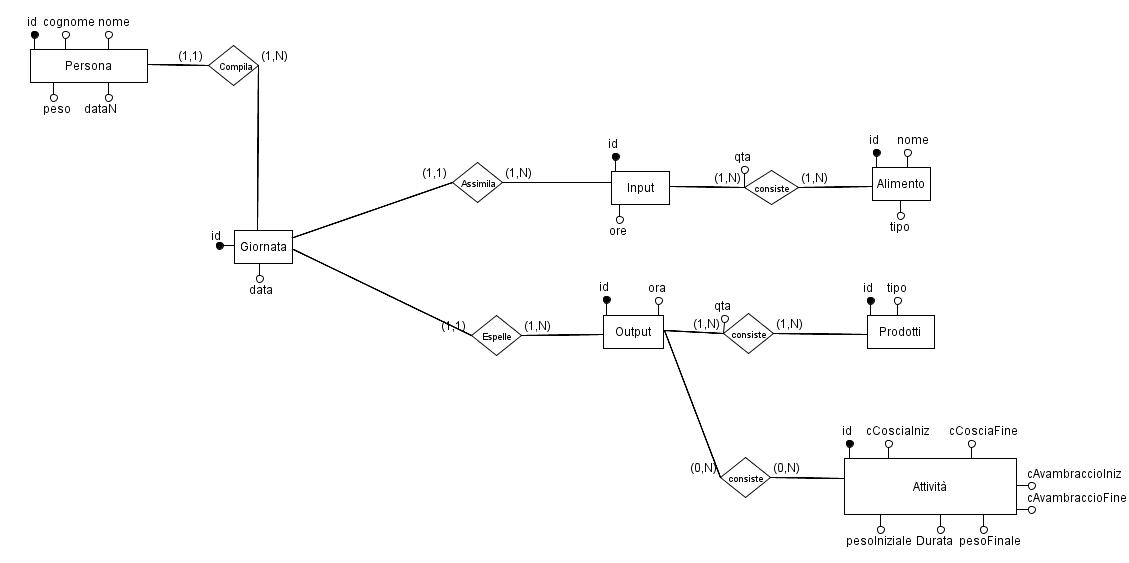 id cognome nome
Persona
(1,1)
Compila
(1,N)
peso
dataN
id
Giornata
data
(1,1)
Assimila
(1,N)
id
Input
ore
qta
(1,N)
consiste
(1,N)
id
nome
Alimento
tipo
(1,1)
Espelle
(1,N)
id
ora
Output
qta
(1,N)
consiste
(1,N)
id
tipo
Prodotti
(0,N)
consiste
(0,N)
id
cCosciaIniz
cCosciaFine
Attività
cAvambraccioIniz
cAvambraccioFine
pesoIniziale Durata pesoFinale